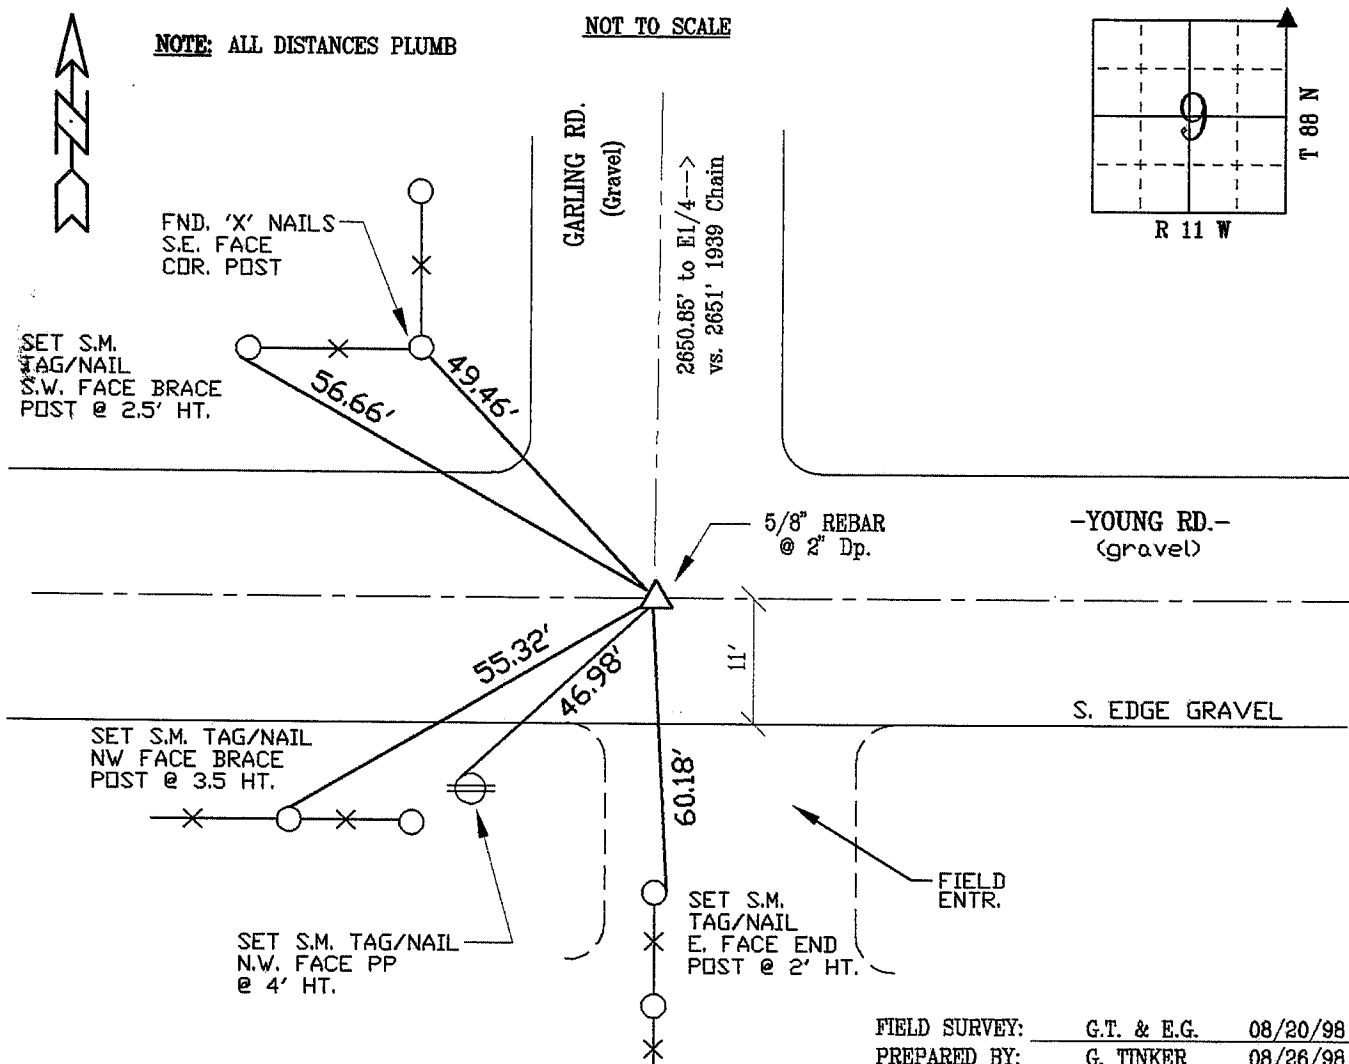 NOTE: ALL DISTANCES PLUMB
NOT TO SCALE
9
T 88 N
R 11 W
GARLING RD.
(Gravel)
2650.85' to E1/4--->
vs. 2651' 1939 Chain
FND. 'X' NAILS
S.E. FACE
COR. POST
SET S.M.
TAG/NAIL
S.W. FACE BRACE
POST @ 2.5' HT.
56.66'
49.46'
5/8" REBAR
@ 2" Dp.
-YOUNG RD.-
(gravel)
55.32'
46.98'
11'
60.18'
S. EDGE GRAVEL
SET S.M. TAG/NAIL
NW FACE BRACE
POST @ 3.5 HT.
SET S.M. TAG/NAIL
N.W. FACE PP
@ 4' HT.
SET S.M.
TAG/NAIL
E. FACE END
POST @ 2' HT.
FIELD
ENTR.
FIELD SURVEY: G.T. & E.G. 08/20/98
PREPARED BY: G. TINKER 08/26/98